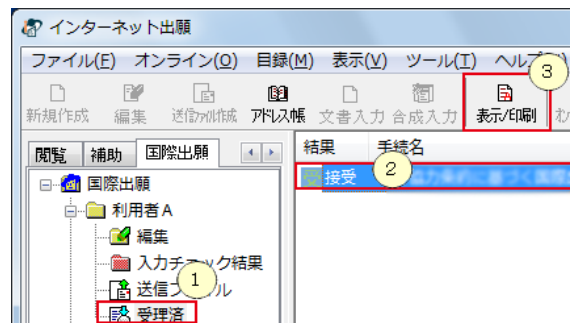 インターネット出願
ファイル(F) オンライン(O) 目録(M) 表示(V) ツール(T) ヘルプ
3
新規作成 編集 送信ファイル作成 アドレス帳 文書入力 合成入力 表示/印刷
閲覧 補助 国際出願
結果 手続名
接受
2
国際出願
利用者A
編集
入力チェック結果
1
送信ファイル
受理済